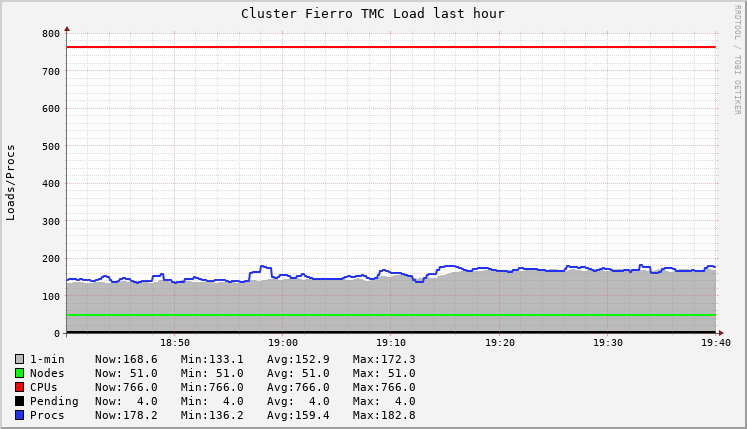 Cluster Fierro TMC Load last hour
RRDTOOL / TOBI OETIKER
Loads/Procs
800
700
600
500
400
300
200
100
0
18:50 19:00 19:10 19:20 19:30 19:40
1-min Now:168.6 Min:133.1 Avg:152.9 Max:172.3
Nodes Now: 51.0 Min: 51.0 Avg: 51.0 Max: 51.0
CPUs Now:766.0 Min:766.0 Avg:766.0 Max:766.0
Pending Now: 4.0 Min: 4.0 Avg: 4.0 Max: 4.0
Procs Now:178.2 Min:136.2 Avg:159.4 Max:182.8